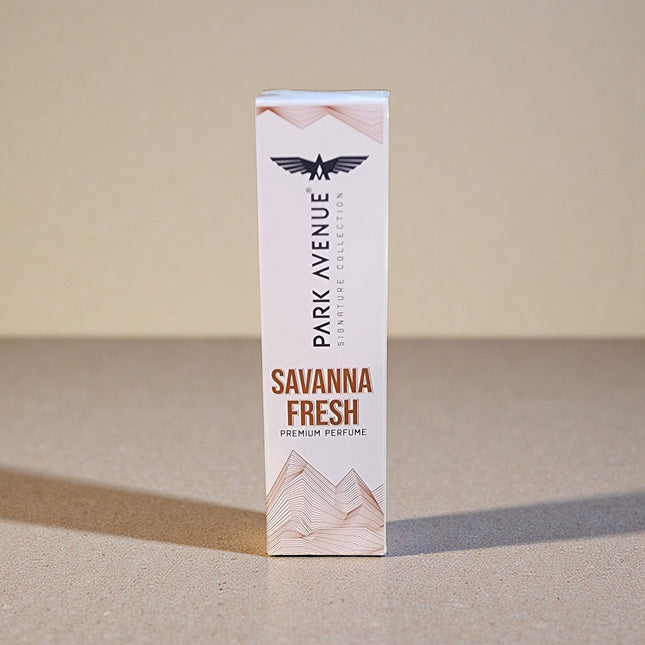 PARK AVENUE®
SIGNATURE COLLECTION
SAVANNA
FRESH
PREMIUM PERFUME